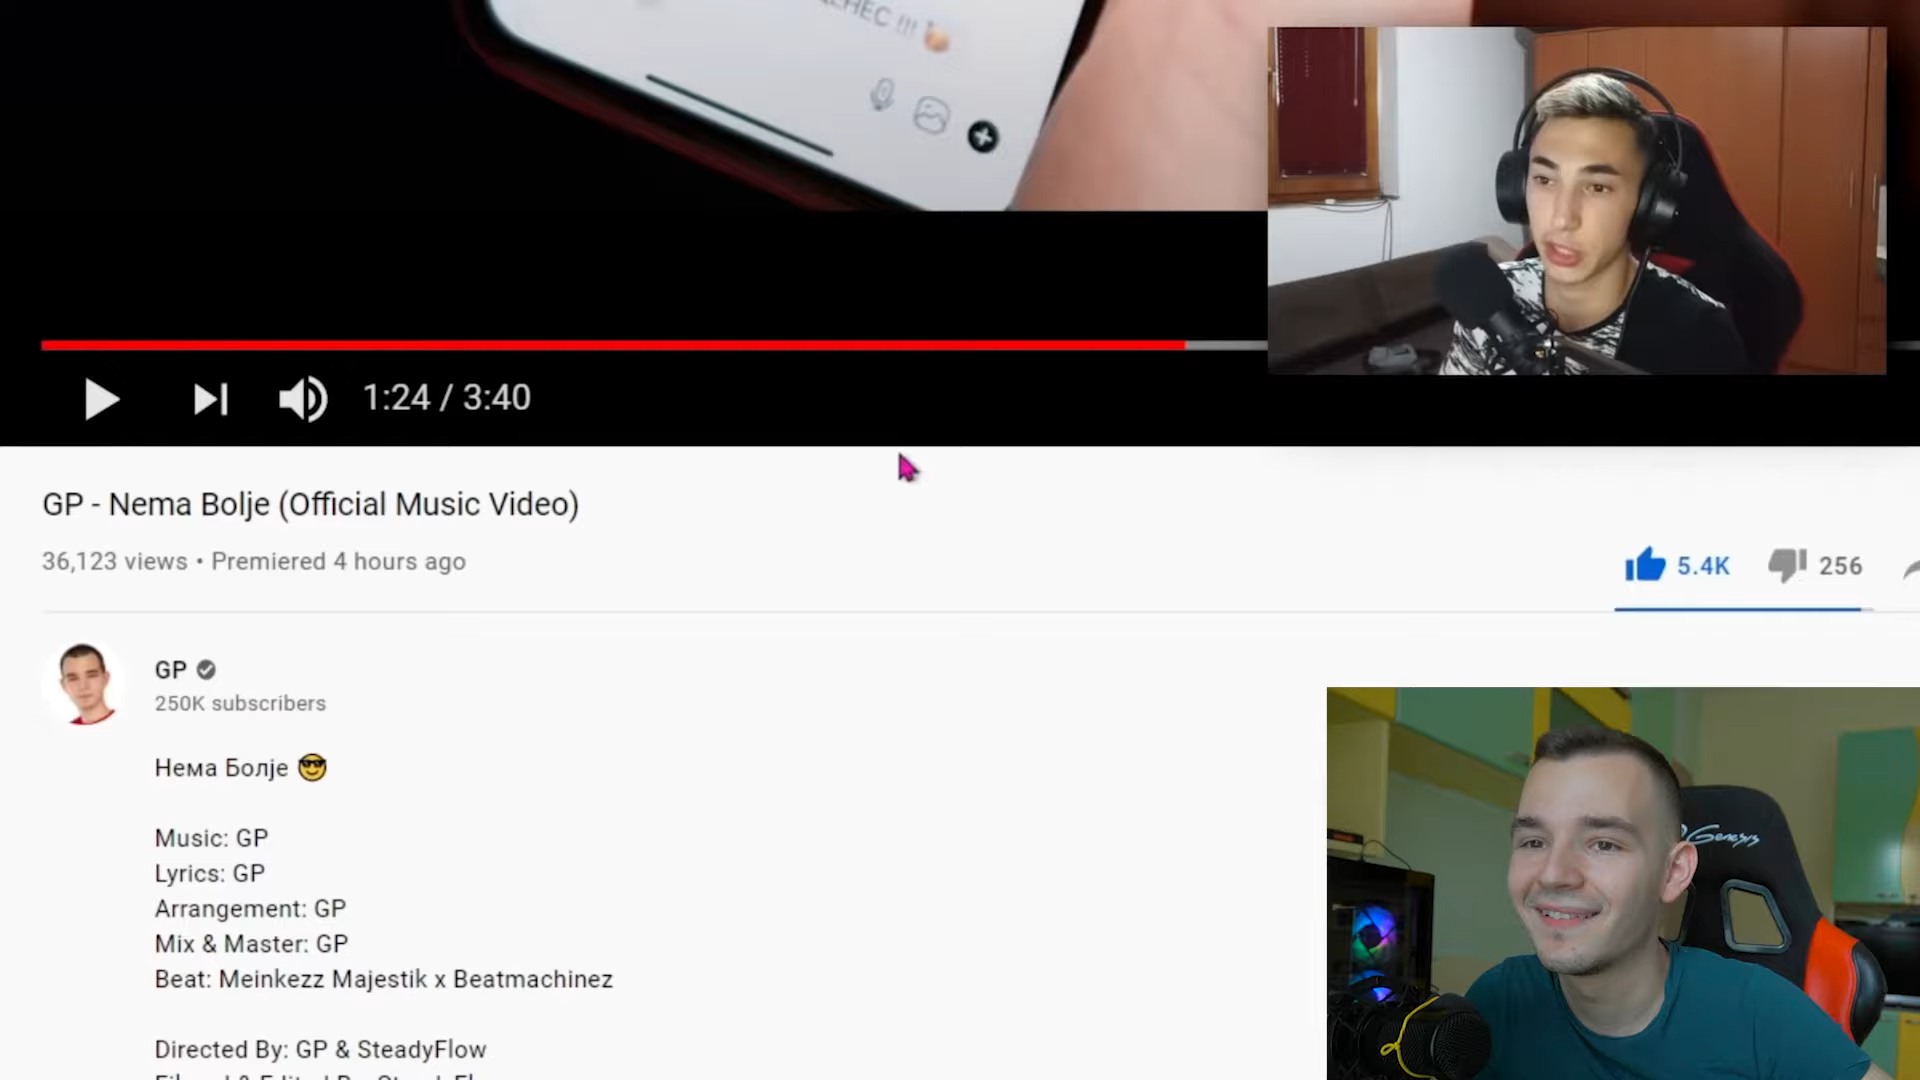 !!!
1:24 / 3:40
GP - Nema Bolje (Official Music Video)
36,123 views • Premiered 4 hours ago
5.4K
256
GP
250K subscribers
Нема Болје 😎
Music: GP
Lyrics: GP
Arrangement: GP
Mix & Master: GP
Beat: Meinkezz Majestik x Beatmachinez
Directed By: GP & SteadyFlow
Genesis